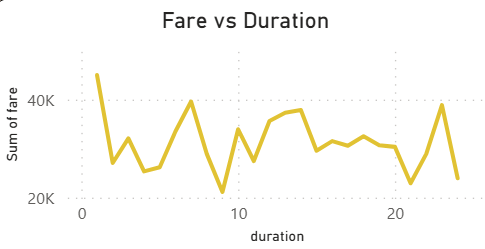 Fare vs Duration
Sum of fare
40K
20K
0 10 20
duration